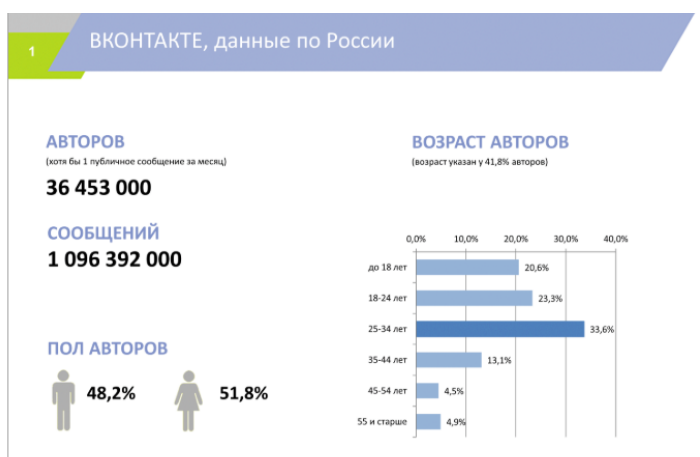 1
ВКОНТАКТЕ, данные по России
АВТОРОВ
(хотя бы 1 публичное сообщение за месяц)
36 453 000
СООБЩЕНИЙ
1 096 392 000
ПОЛ АВТОРОВ
48,2%
51,8%
ВОЗРАСТ АВТОРОВ
(возраст указан у 41,8% авторов)
0,0% 10,0% 20,0% 30,0% 40,0%
до 18 лет 20,6%
18-24 лет 23,3%
25-34 лет 33,6%
35-44 лет 13,1%
45-54 лет 4,5%
55 и старше 4,9%